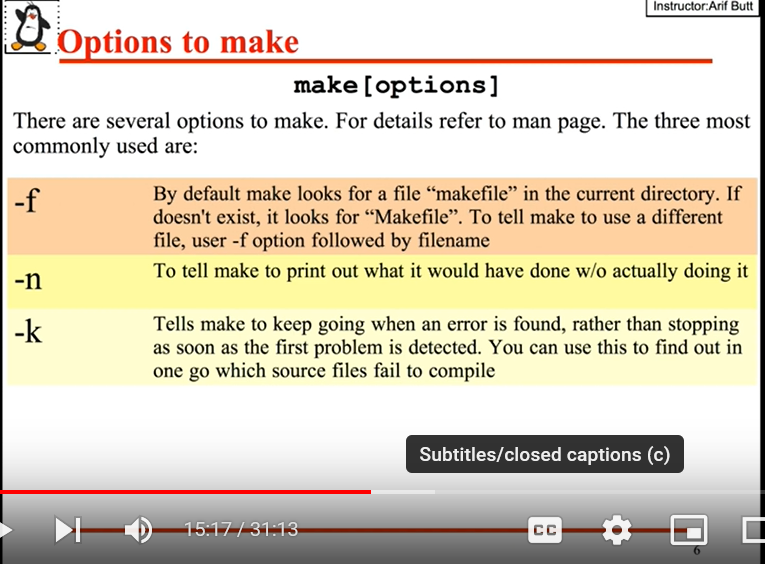 Instructor:Arif Butt
Options to make
make[options]
There are several options to make. For details refer to man page. The three most
commonly used are:
-f
By default make looks for a file “makefile” in the current directory. If
doesn't exist, it looks for “Makefile”. To tell make to use a different
file, user -f option followed by filename
-n
To tell make to print out what it would have done w/o actually doing it
-k
Tells make to keep going when an error is found, rather than stopping
as soon as the first problem is detected. You can use this to find out in
one go which source files fail to compile
Subtitles/closed captions (c)
15:17 / 31:13
CC
6